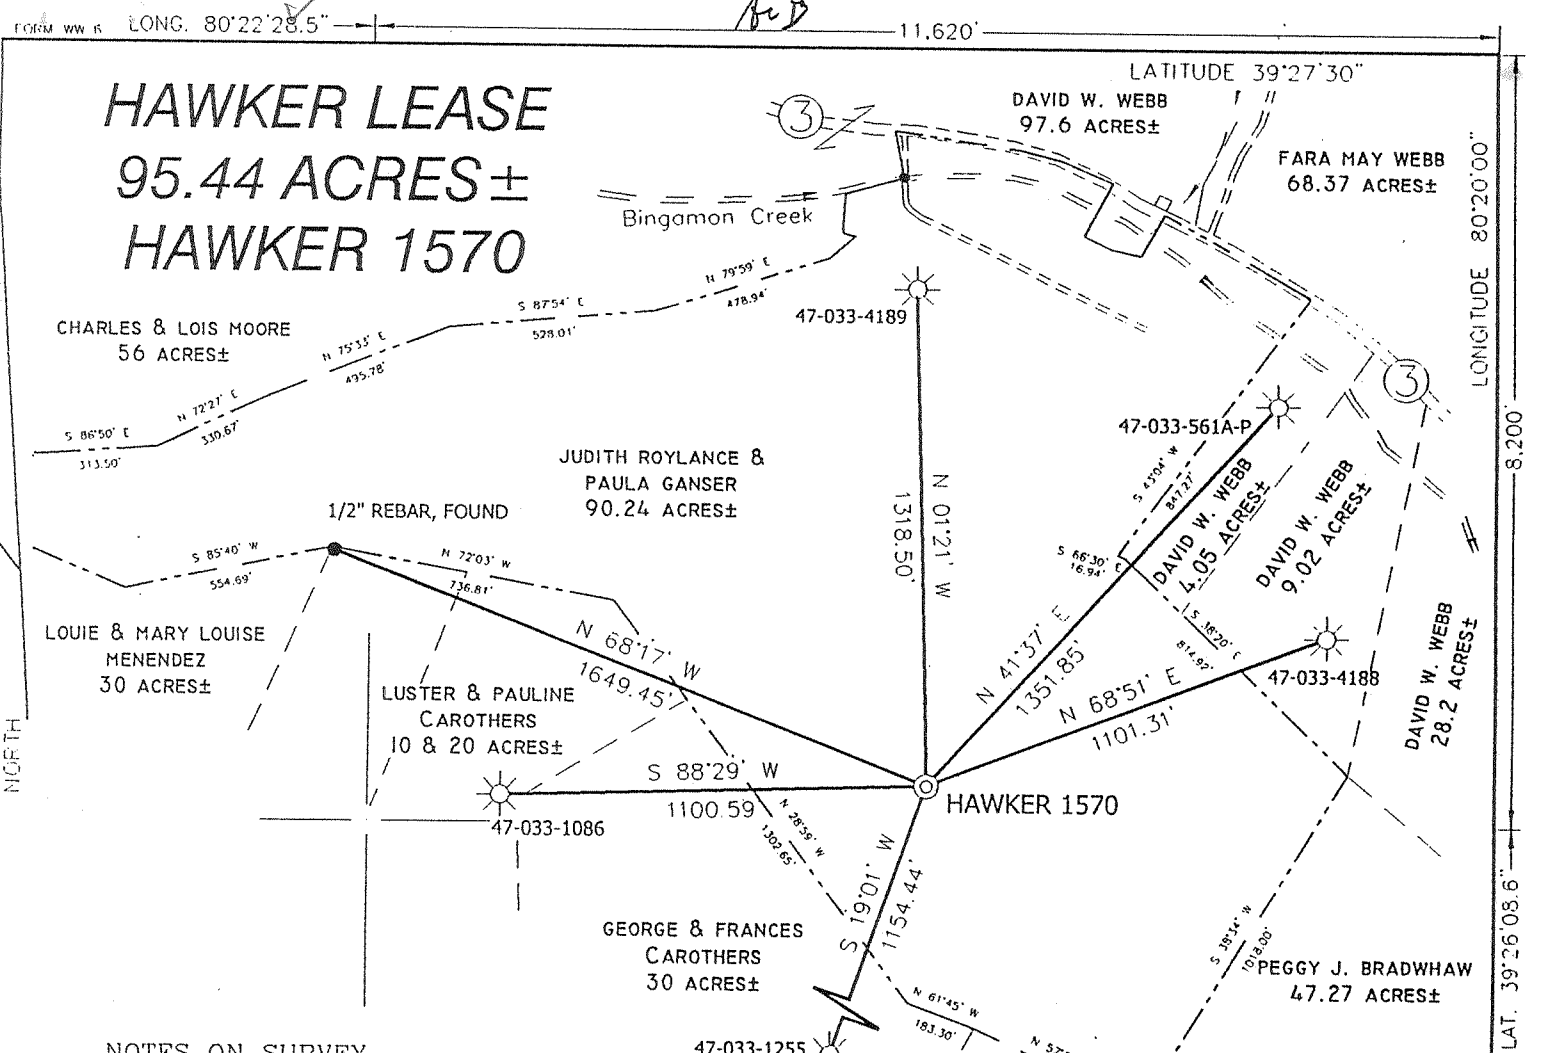 FORM WW 6
LONG. 80°22'28.5"
11,620'
LATITUDE 39°27'30"
HAWKER LEASE
95.44 ACRES±
HAWKER 1570
3
DAVID W. WEBB
97.6 ACRES±
FARA MAY WEBB
68.37 ACRES±
LONGITUDE 80°20'00"
Bingamon Creek
N 79°59' E
478.94'
S 87°54' E
528.01'
47-033-4189
CHARLES & LOIS MOORE
56 ACRES±
N 75°35' E
495.78'
N 72°27' E
330.67'
S 86°50' E
313.50'
3
47-033-561A-P
8,200'
JUDITH ROYLANCE &
PAULA GANSER
90.24 ACRES±
N 01°21' W
1318.50'
S 43°04' W
847.27'
DAVID W. WEBB
4.05 ACRES±
DAVID W. WEBB
9.02 ACRES±
1/2" REBAR, FOUND
S 85°40' W
554.69'
N 72°03' W
736.81'
S 66°30' E
16.94'
S 38°20' E
814.92'
LOUIE & MARY LOUISE
MENENDEZ
30 ACRES±
N 68°17' W
1649.45'
N 41°37' E
1351.85'
N 68°51' E
1101.31'
47-033-4188
DAVID W. WEBB
28.2 ACRES±
LUSTER & PAULINE
CAROTHERS
10 & 20 ACRES±
NORTH
S 88°29' W
1100.59
HAWKER 1570
47-033-1086
N 28°59' W
1302.65'
S 19°01' W
1154.44'
GEORGE & FRANCES
CAROTHERS
30 ACRES±
S 38°34' W
1018.00'
PEGGY J. BRADWHAW
47.27 ACRES±
LAT. 39°26'08.6"
N 61°45' W
183.30'
N 57°
47-033-1255
NOTES ON SURVEY